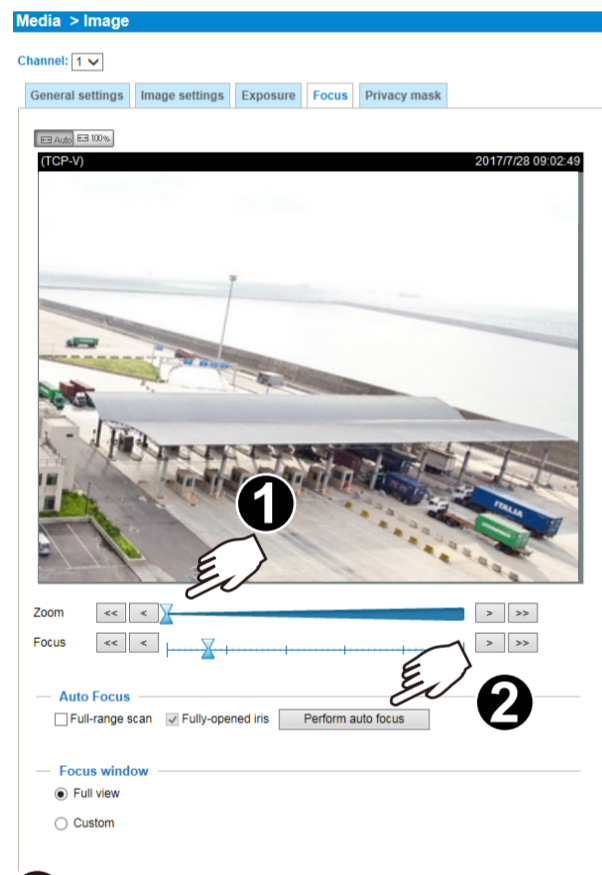 Media > Image
Channel: 1
General settings Image settings Exposure Focus Privacy mask
Auto 100%
(TCP-V) 2017/7/28 09:02:49
ITALIA
1
Zoom << < > >>
Focus << < > >>
2
Auto Focus
Full-range scan Fully-opened iris Perform auto focus
Focus window
Full view
Custom